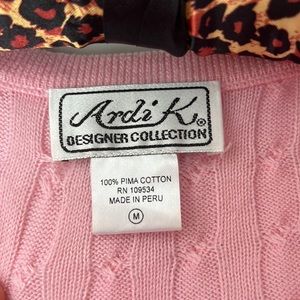 Ardi K.®
DESIGNER COLLECTION
100% PIMA COTTON
RN 109534
MADE IN PERU
M